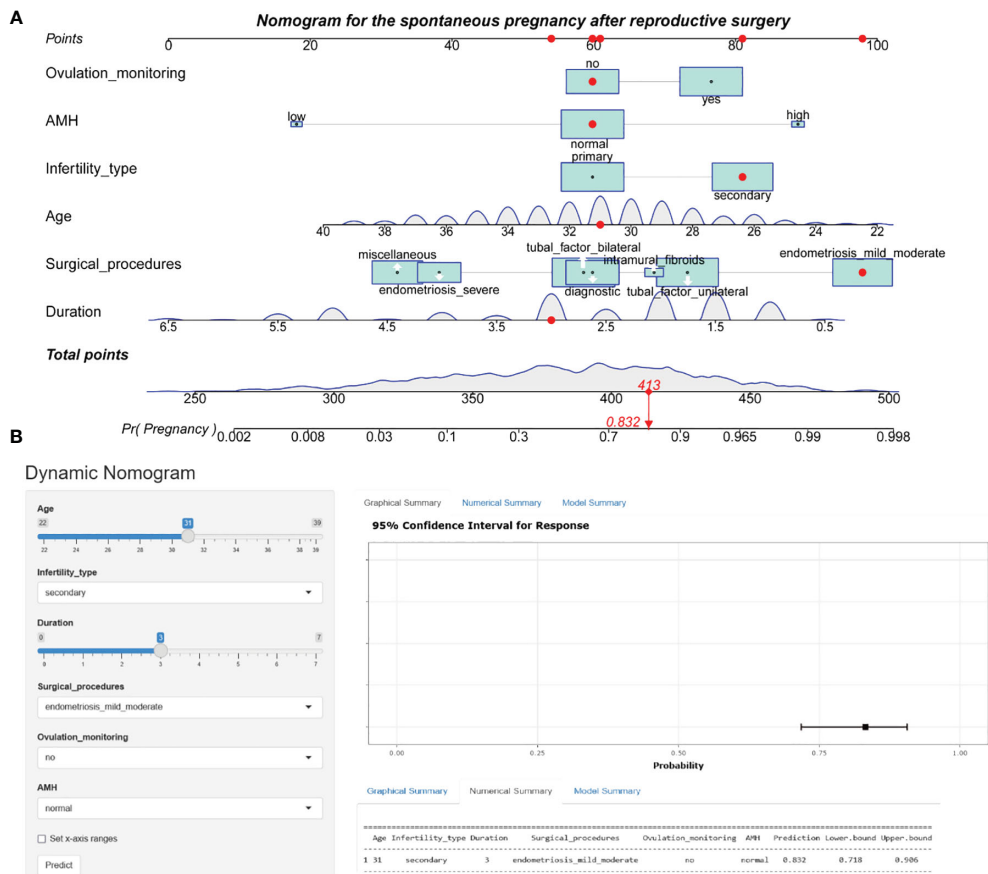 A
Nomogram for the spontaneous pregnancy after reproductive surgery
Points
0 20 40 60 80 100
Ovulation_monitoring
no
yes
AMH
low
normal
high
Infertility_type
primary
secondary
Age
40 38 36 34 32 30 28 26 24 22
Surgical_procedures
miscellaneous
endometriosis_severe
tubal_factor_bilateral
diagnostic
intramural_fibroids
tubal_factor_unilateral
endometriosis_mild_moderate
Duration
6.5 5.5 4.5 3.5 2.5 1.5 0.5
Total points
413
250 300 350 400 450 500
0.832
Pr( Pregnancy )
0.002 0.008 0.03 0.1 0.3 0.7 0.9 0.965 0.99 0.998
B
Dynamic Nomogram
Age
22 31 39
22 24 26 28 30 32 34 36 38 39
Infertility_type
secondary
Duration
0 3 7
0 1 2 3 4 5 6 7
Surgical_procedures
endometriosis_mild_moderate
Ovulation_monitoring
no
AMH
normal
Set x-axis ranges
Predict
Graphical Summary Numerical Summary Model Summary
95% Confidence Interval for Response
0.00 0.25 0.50 0.75 1.00
Probability
Graphical Summary Numerical Summary Model Summary
Age Infertility_type Duration Surgical_procedures Ovulation_monitoring AMH Prediction Lower.bound Upper.bound
1 31 secondary 3 endometriosis_mild_moderate no normal 0.832 0.718 0.906